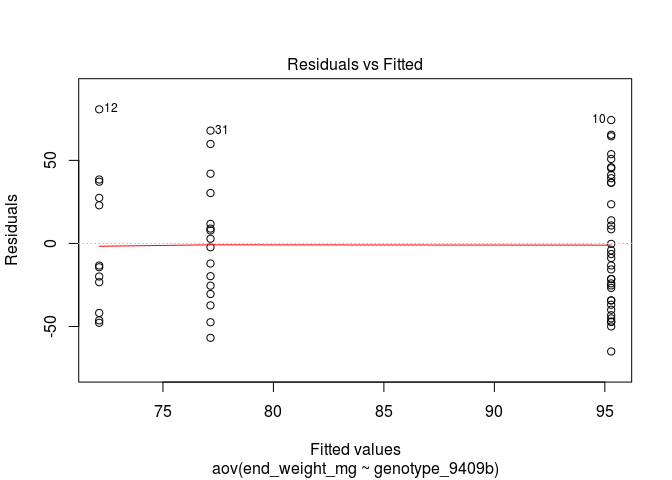 Residuals vs Fitted
12
31
10
50
0
-50
Residuals
75
80
85
90
95
Fitted values
aov(end_weight_mg ~ genotype_9409b)